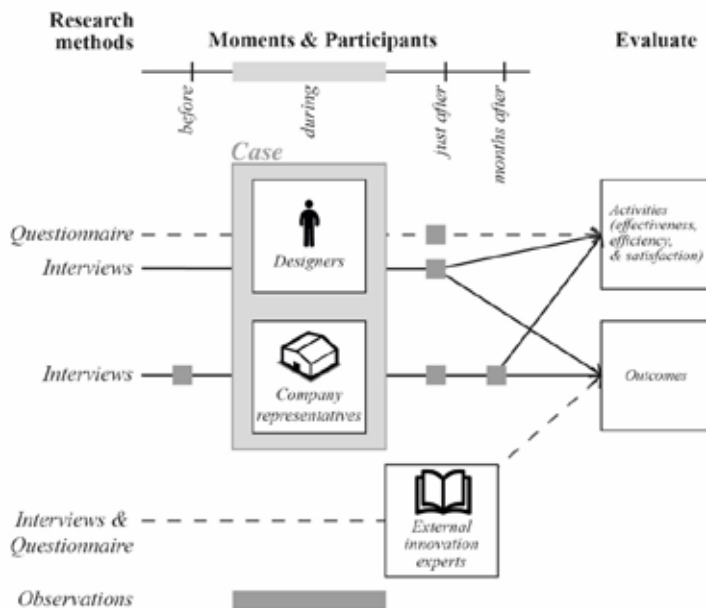 Research
methods
Moments & Participants
Evaluate
before
during
just after
months after
Case
Questionnaire
Interviews
Designers
Activities
(effectiveness,
efficiency,
& satisfaction)
Interviews
Company
representatives
Outcomes
Interviews &
Questionnaire
External
innovation
experts
Observations